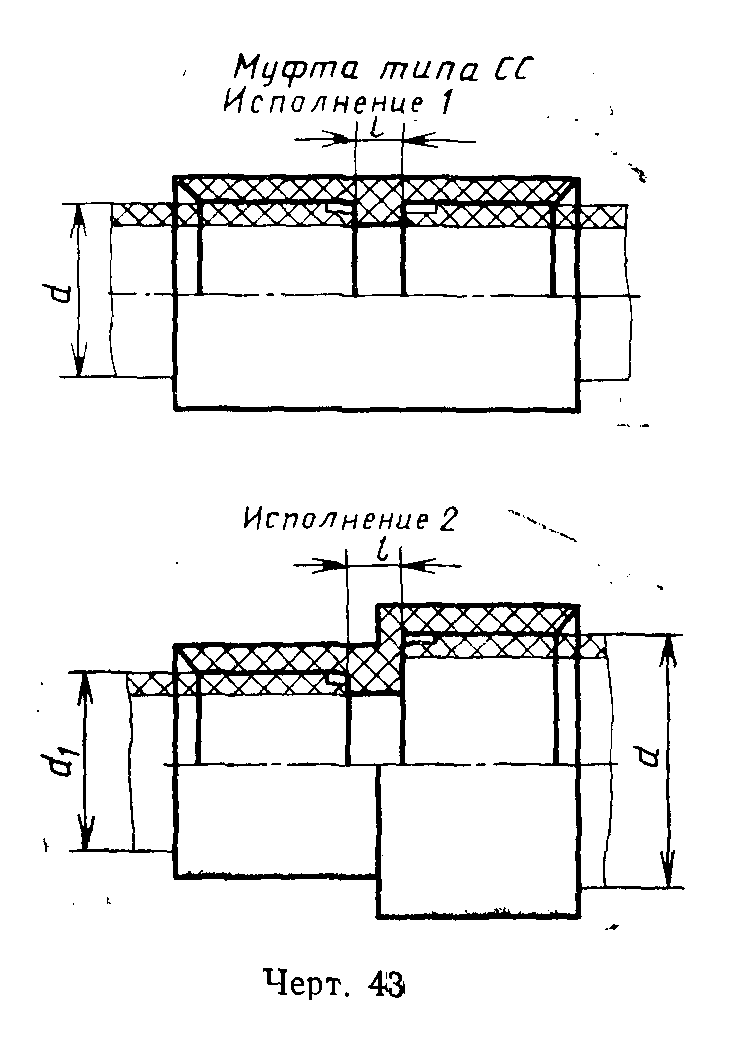 Муфта типа СС
Исполнение 1
l
d
Исполнение 2
l
d₁
d
Черт. 43